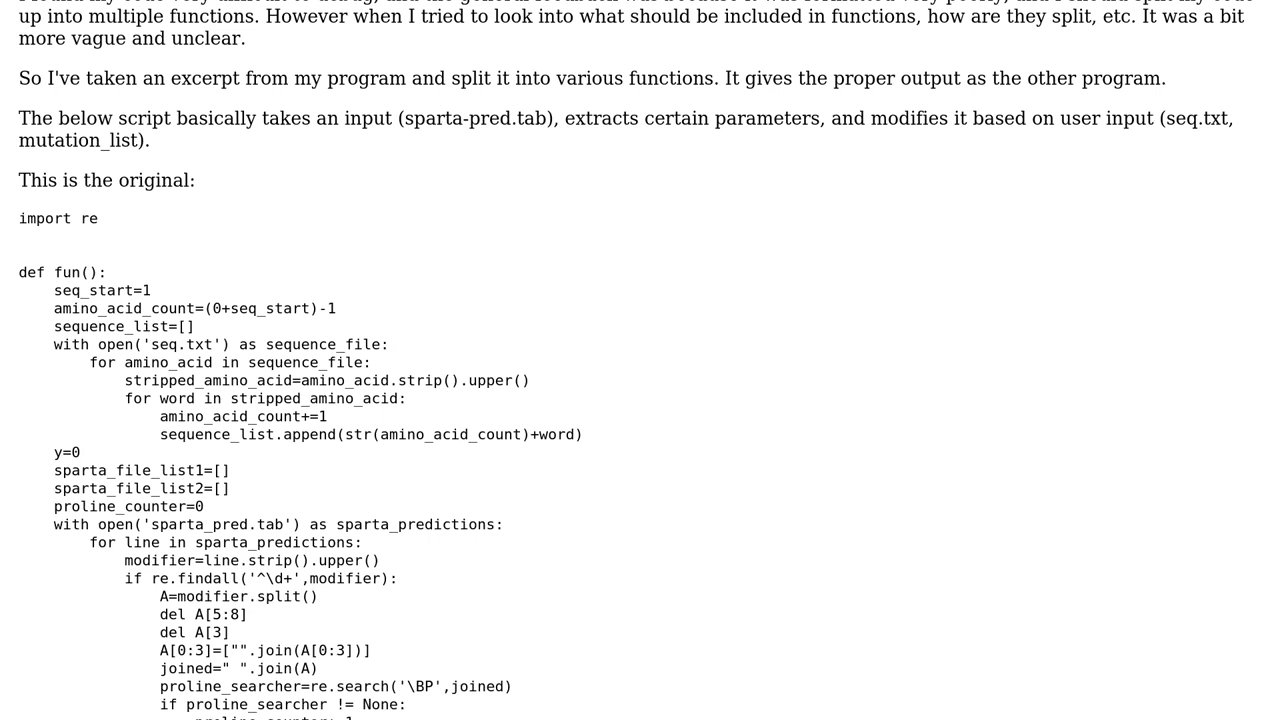 up into multiple functions. However when I tried to look into what should be included in functions, how are they split, etc. It was a bit
more vague and unclear.
So I've taken an excerpt from my program and split it into various functions. It gives the proper output as the other program.
The below script basically takes an input (sparta-pred.tab), extracts certain parameters, and modifies it based on user input (seq.txt,
mutation_list).
This is the original:
import re
def fun():
    seq_start=1
    amino_acid_count=(0+seq_start)-1
    sequence_list=[]
    with open('seq.txt') as sequence_file:
        for amino_acid in sequence_file:
            stripped_amino_acid=amino_acid.strip().upper()
            for word in stripped_amino_acid:
                amino_acid_count+=1
                sequence_list.append(str(amino_acid_count)+word)
    y=0
    sparta_file_list1=[]
    sparta_file_list2=[]
    proline_counter=0
    with open('sparta_pred.tab') as sparta_predictions:
        for line in sparta_predictions:
            modifier=line.strip().upper()
            if re.findall('^\d+',modifier):
                A=modifier.split()
                del A[5:8]
                del A[3]
                A[0:3]=["".join(A[0:3])]
                joined=" ".join(A)
                proline_searcher=re.search('\BP',joined)
                if proline_searcher != None: